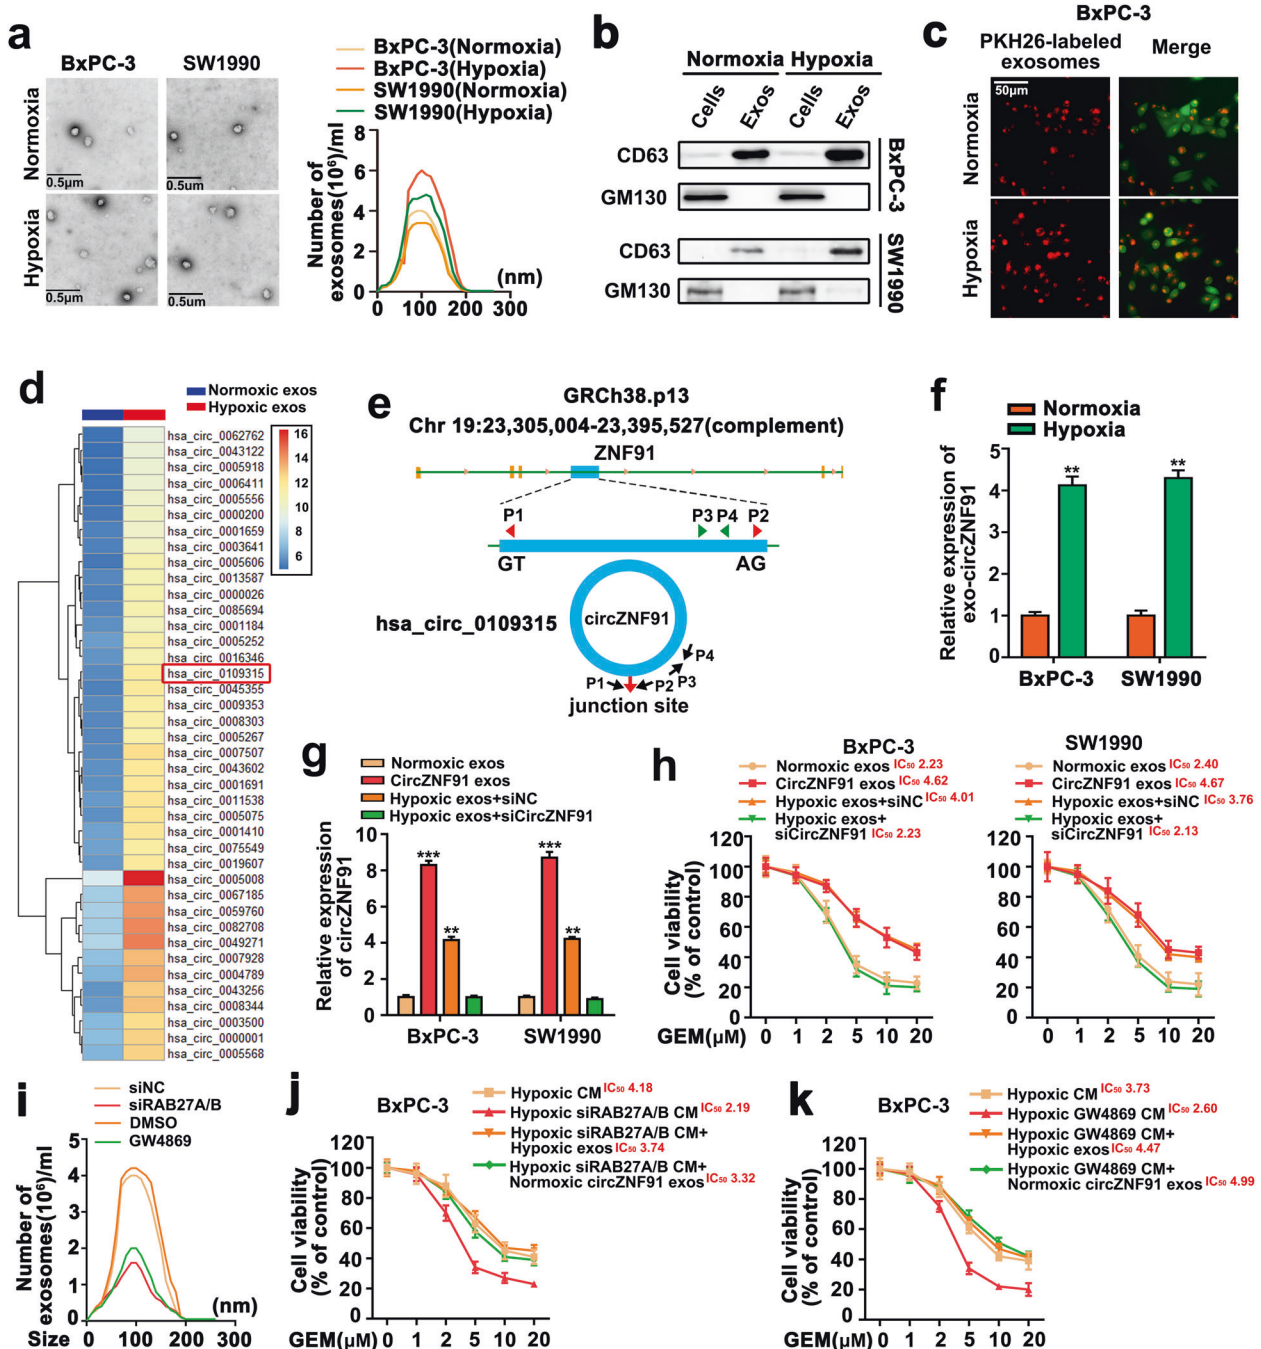 a
BxPC-3 SW1990
Normoxia
0.5μm 0.5μm
Hypoxia
0.5μm 0.5μm
BxPC-3(Normoxia)
BxPC-3(Hypoxia)
SW1990(Normoxia)
SW1990(Hypoxia)
Number of
exosomes(10⁶)/ml
8
6
4
2
0
0 100 200 300
(nm)
b
Normoxia Hypoxia
Cells Exos Cells Exos
CD63
GM130
BxPC-3
CD63
GM130
SW1990
c
BxPC-3
PKH26-labeled
exosomes
Merge
50μm
Normoxia
Hypoxia
d
Normoxic exos
Hypoxic exos
16
14
12
10
8
6
hsa_circ_0062762
hsa_circ_0043122
hsa_circ_0005918
hsa_circ_0006411
hsa_circ_0005556
hsa_circ_0000200
hsa_circ_0001659
hsa_circ_0003641
hsa_circ_0005606
hsa_circ_0013587
hsa_circ_0000026
hsa_circ_0085694
hsa_circ_0001184
hsa_circ_0005252
hsa_circ_0016346
hsa_circ_0109315
hsa_circ_0045355
hsa_circ_0009353
hsa_circ_0008303
hsa_circ_0005267
hsa_circ_0007507
hsa_circ_0043602
hsa_circ_0001691
hsa_circ_0011538
hsa_circ_0005075
hsa_circ_0001410
hsa_circ_0075549
hsa_circ_0019607
hsa_circ_0005008
hsa_circ_0067185
hsa_circ_0059760
hsa_circ_0082708
hsa_circ_0049271
hsa_circ_0007928
hsa_circ_0004789
hsa_circ_0043256
hsa_circ_0008344
hsa_circ_0003500
hsa_circ_0000001
hsa_circ_0005568
e
GRCh38.p13
Chr 19:23,305,004-23,395,527(complement)
ZNF91
P1 P3 P4 P2
GT AG
hsa_circ_0109315
circZNF91
P4
P1 P2 P3
junction site
f
Normoxia
Hypoxia
Relative expression of
exo-circZNF91
5
4
3
2
1
0
** **
BxPC-3 SW1990
g
Normoxic exos
CircZNF91 exos
Hypoxic exos+siNC
Hypoxic exos+siCircZNF91
Relative expression
of circZNF91
10
8
6
4
2
0
*** ** *** **
BxPC-3 SW1990
h
BxPC-3
Normoxic exos IC₅₀ 2.23
CircZNF91 exos IC₅₀ 4.62
Hypoxic exos+siNC IC₅₀ 4.01
Hypoxic exos+
siCircZNF91 IC₅₀ 2.23
Cell viability
(% of control)
120
100
80
60
40
20
0
GEM(μM) 0 1 2 5 10 20
SW1990
Normoxic exos IC₅₀ 2.40
CircZNF91 exos IC₅₀ 4.67
Hypoxic exos+siNC IC₅₀ 3.76
Hypoxic exos+
siCircZNF91 IC₅₀ 2.13
120
100
80
60
40
20
0
0 1 2 5 10 20
i
siNC
siRAB27A/B
DMSO
GW4869
Number of
exosomes(10⁶)/ml
5
4
3
2
1
0
(nm)
Size 0 100 200 300
j
BxPC-3
Hypoxic CM IC₅₀ 4.18
Hypoxic siRAB27A/B CM IC₅₀ 2.19
Hypoxic siRAB27A/B CM+
Hypoxic exos IC₅₀ 3.74
Hypoxic siRAB27A/B CM+
Normoxic circZNF91 exos IC₅₀ 3.32
Cell viability
(% of control)
120
100
80
60
40
20
0
GEM(μM) 0 1 2 5 10 20
k
BxPC-3
Hypoxic CM IC₅₀ 3.73
Hypoxic GW4869 CM IC₅₀ 2.60
Hypoxic GW4869 CM+
Hypoxic exos IC₅₀ 4.47
Hypoxic GW4869 CM+
Normoxic circZNF91 exos IC₅₀ 4.99
Cell viability
(% of control)
120
100
80
60
40
20
0
GEM(μM) 0 1 2 5 10 20